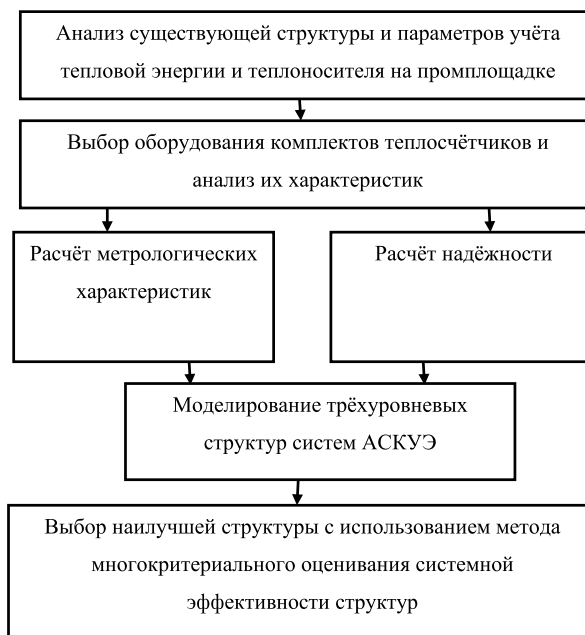 Анализ существующей структуры и параметров учёта
тепловой энергии и теплоносителя на промплощадке
Выбор оборудования комплектов теплосчётчиков и
анализ их характеристик
Расчёт метрологических
характеристик
Расчёт надёжности
Моделирование трёхуровневых
структур систем АСКУЭ
Выбор наилучшей структуры с использованием метода
многокритериального оценивания системной
эффективности структур